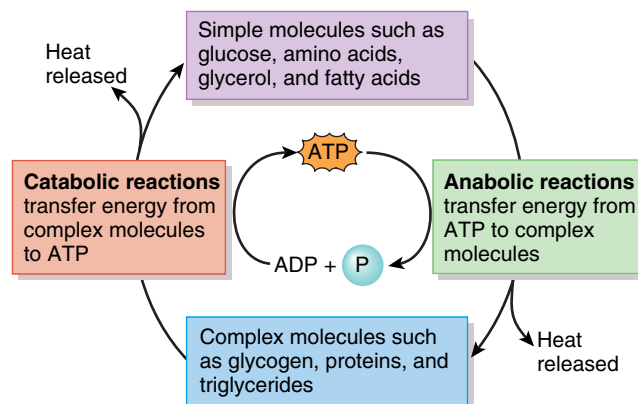 Simple molecules such as
glucose, amino acids,
glycerol, and fatty acids
Heat
released
ATP
Catabolic reactions
transfer energy from
complex molecules
to ATP
Anabolic reactions
transfer energy from
ATP to complex
molecules
ADP + P
Complex molecules such
as glycogen, proteins, and
triglycerides
Heat
released